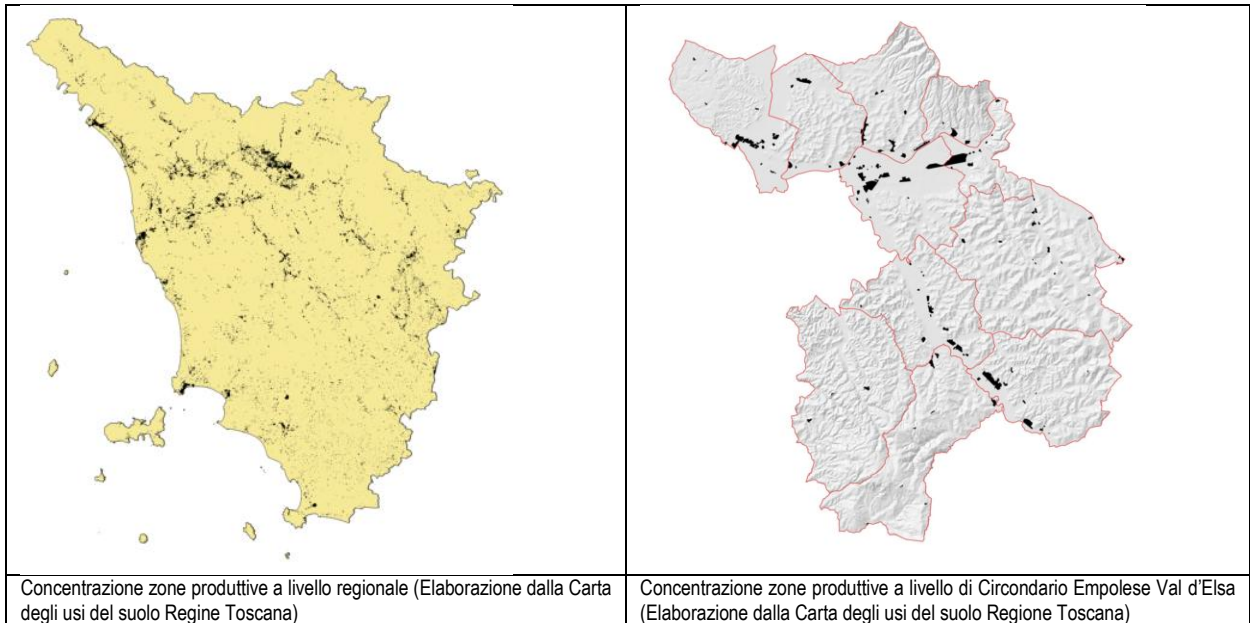 Concentrazione zone produttive a livello regionale (Elaborazione dalla Carta
degli usi del suolo Regine Toscana)
Concentrazione zone produttive a livello di Circondario Empolese Val d’Elsa
(Elaborazione dalla Carta degli usi del suolo Regione Toscana)